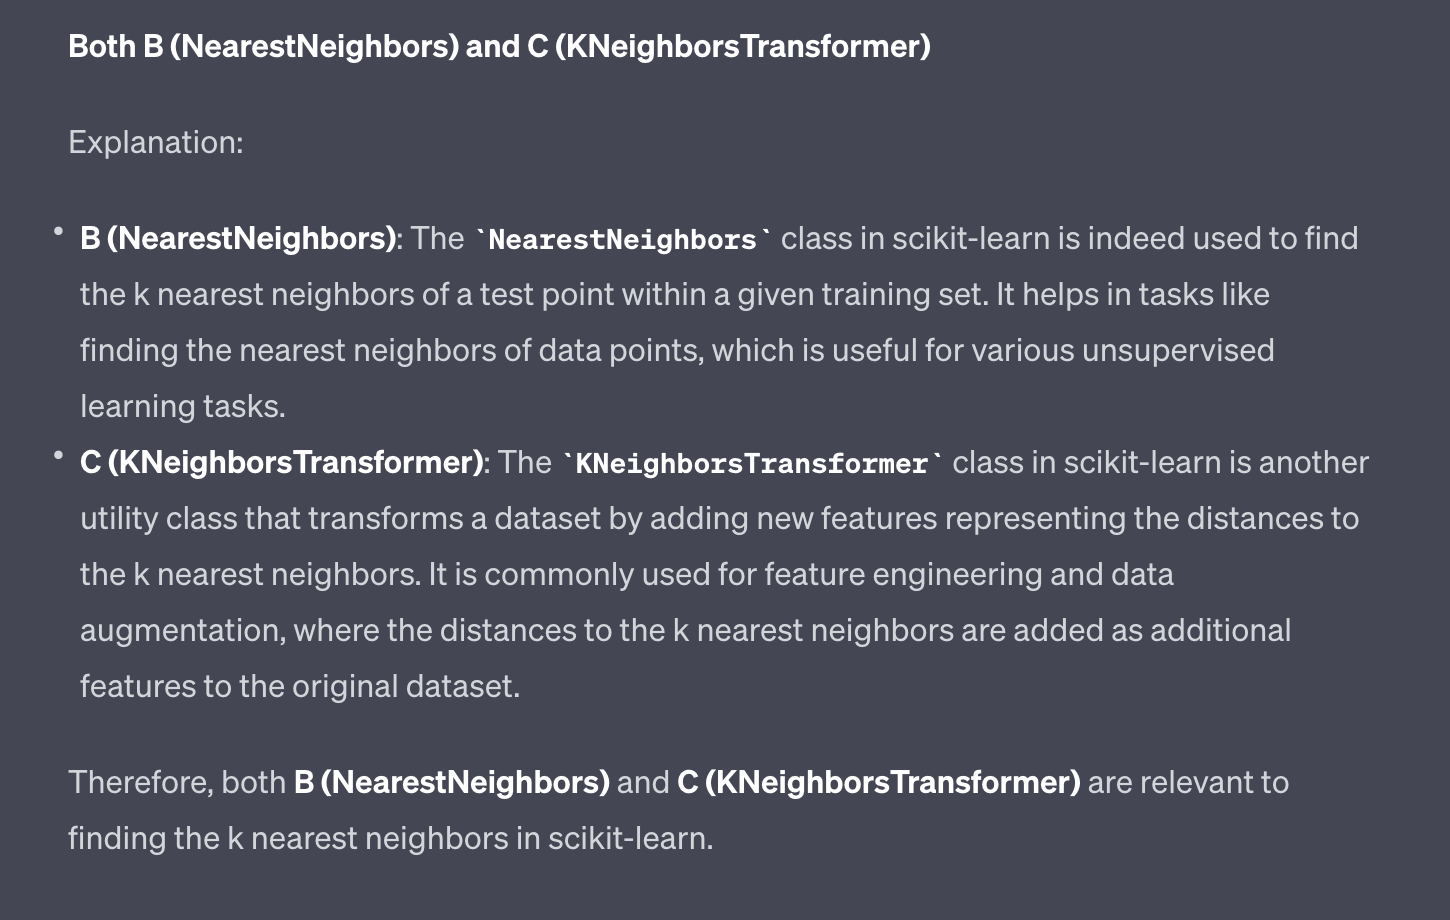 Both B (NearestNeighbors) and C (KNeighborsTransformer)
Explanation:
• B (NearestNeighbors): The `NearestNeighbors` class in scikit-learn is indeed used to find
the k nearest neighbors of a test point within a given training set. It helps in tasks like
finding the nearest neighbors of data points, which is useful for various unsupervised
learning tasks.
• C (KNeighborsTransformer): The `KNeighborsTransformer` class in scikit-learn is another
utility class that transforms a dataset by adding new features representing the distances to
the k nearest neighbors. It is commonly used for feature engineering and data
augmentation, where the distances to the k nearest neighbors are added as additional
features to the original dataset.
Therefore, both B (NearestNeighbors) and C (KNeighborsTransformer) are relevant to
finding the k nearest neighbors in scikit-learn.